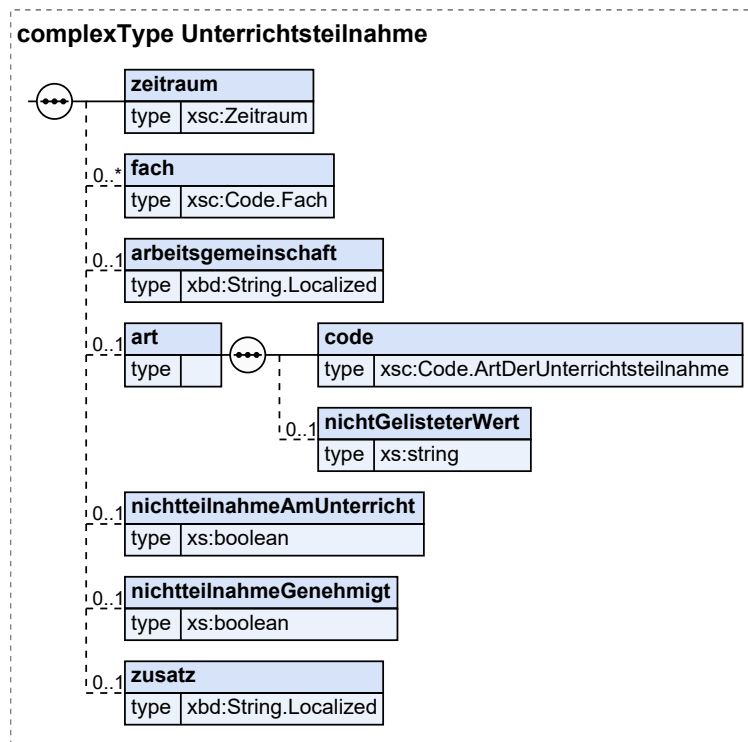 complexType Unterrichtsteilnahme
zeitraum
type xsc:Zeitraum
0..* fach
type xsc:Code.Fach
0..1 arbeitsgemeinschaft
type xbd:String.Localized
0..1 art
type
code
type xsc:Code.ArtDerUnterrichtsteilnahme
0..1 nichtGelisteterWert
type xs:string
0..1 nichtteilnahmeAmUnterricht
type xs:boolean
0..1 nichtteilnahmeGenehmigt
type xs:boolean
0..1 zusatz
type xbd:String.Localized